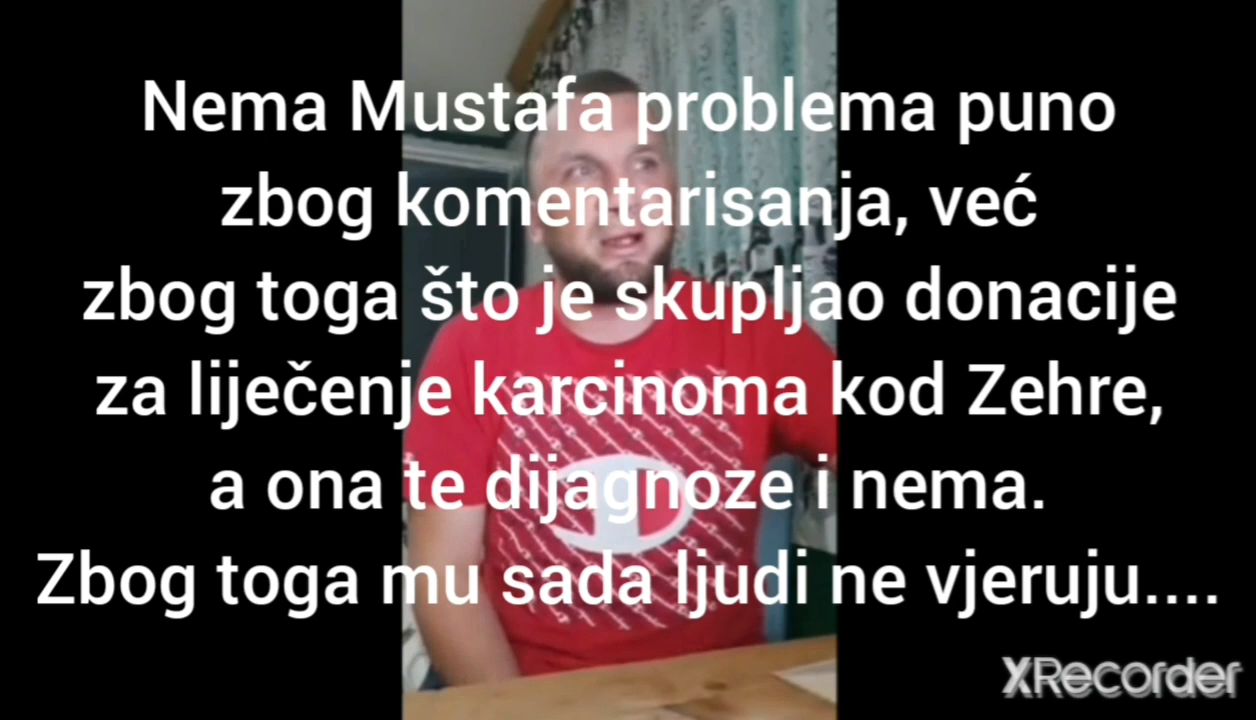 Nema Mustafa problema puno
zbog komentarisanja, već
zbog toga što je skupljao donacije
za liječenje karcinoma kod Zehre,
a ona te dijagnoze i nema.
Zbog toga mu sada ljudi ne vjeruju....
XRecorder